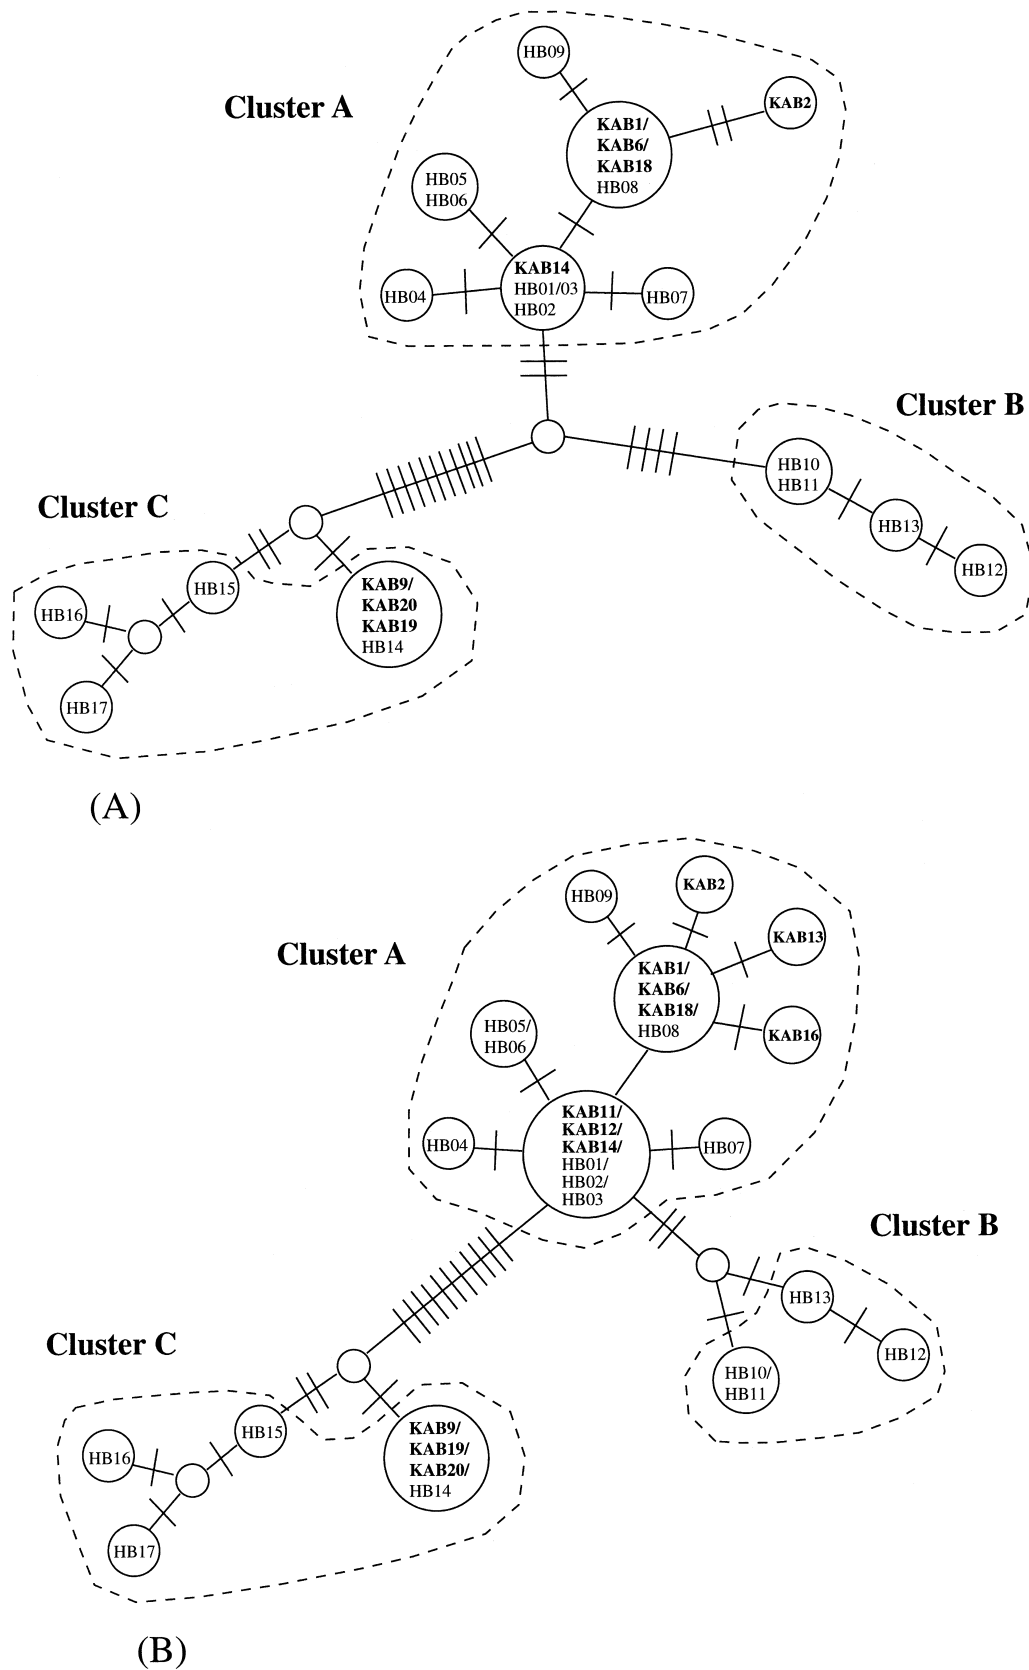 HB09
KAB2
Cluster A
KAB1/
KAB6/
KAB18
HB08
HB05
HB06
KAB14
HB01/03
HB02
HB04
HB07
Cluster B
HB10
HB11
HB13
HB12
Cluster C
HB15
KAB9/
KAB20
KAB19
HB14
HB16
HB17
(A)
KAB2
HB09
KAB13
Cluster A
KAB1/
KAB6/
KAB18/
HB08
KAB16
HB05/
HB06
KAB11/
KAB12/
KAB14/
HB01/
HB02/
HB03
HB04
HB07
Cluster B
HB13
HB12
HB10/
HB11
Cluster C
HB15
KAB9/
KAB19/
KAB20/
HB14
HB16
HB17
(B)